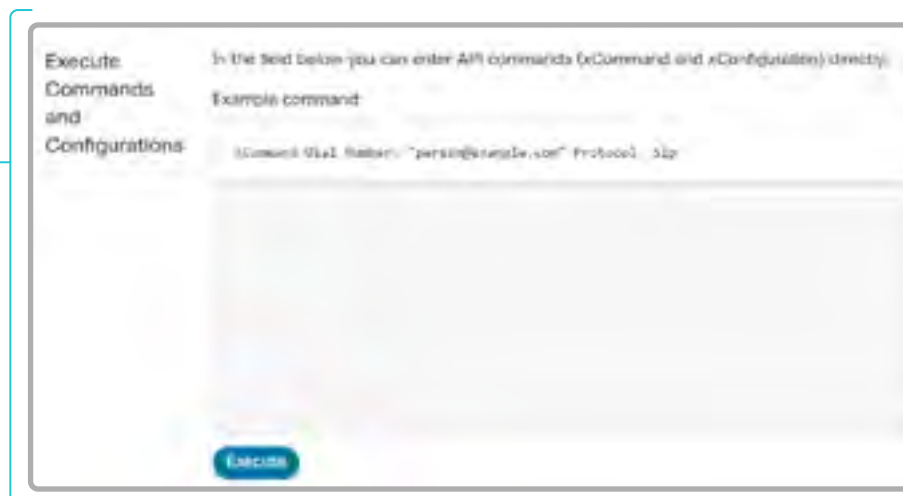 Execute
Commands
and
Configurations
In the field below you can enter API commands (xCommand and xConfiguration) directly.
Example command:
xCommand Dial Number: "person@example.com" Protocol: Sip
Execute